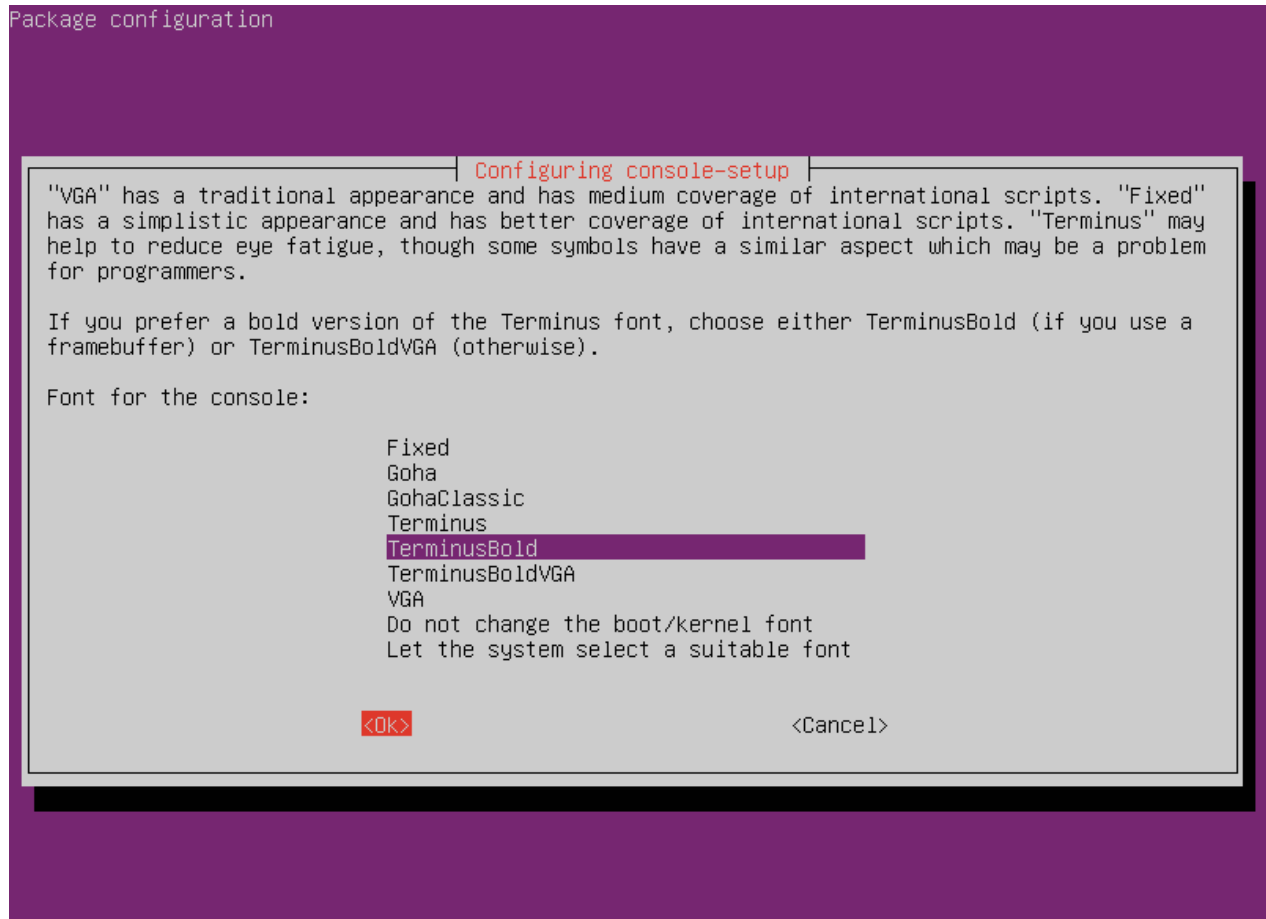 Package configuration
Configuring console-setup
"VGA" has a traditional appearance and has medium coverage of international scripts. "Fixed"
has a simplistic appearance and has better coverage of international scripts. "Terminus" may
help to reduce eye fatigue, though some symbols have a similar aspect which may be a problem
for programmers.
If you prefer a bold version of the Terminus font, choose either TerminusBold (if you use a
framebuffer) or TerminusBoldVGA (otherwise).
Font for the console:
Fixed
Goha
GohaClassic
Terminus
TerminusBold
TerminusBoldVGA
VGA
Do not change the boot/kernel font
Let the system select a suitable font
<Ok> <Cancel>